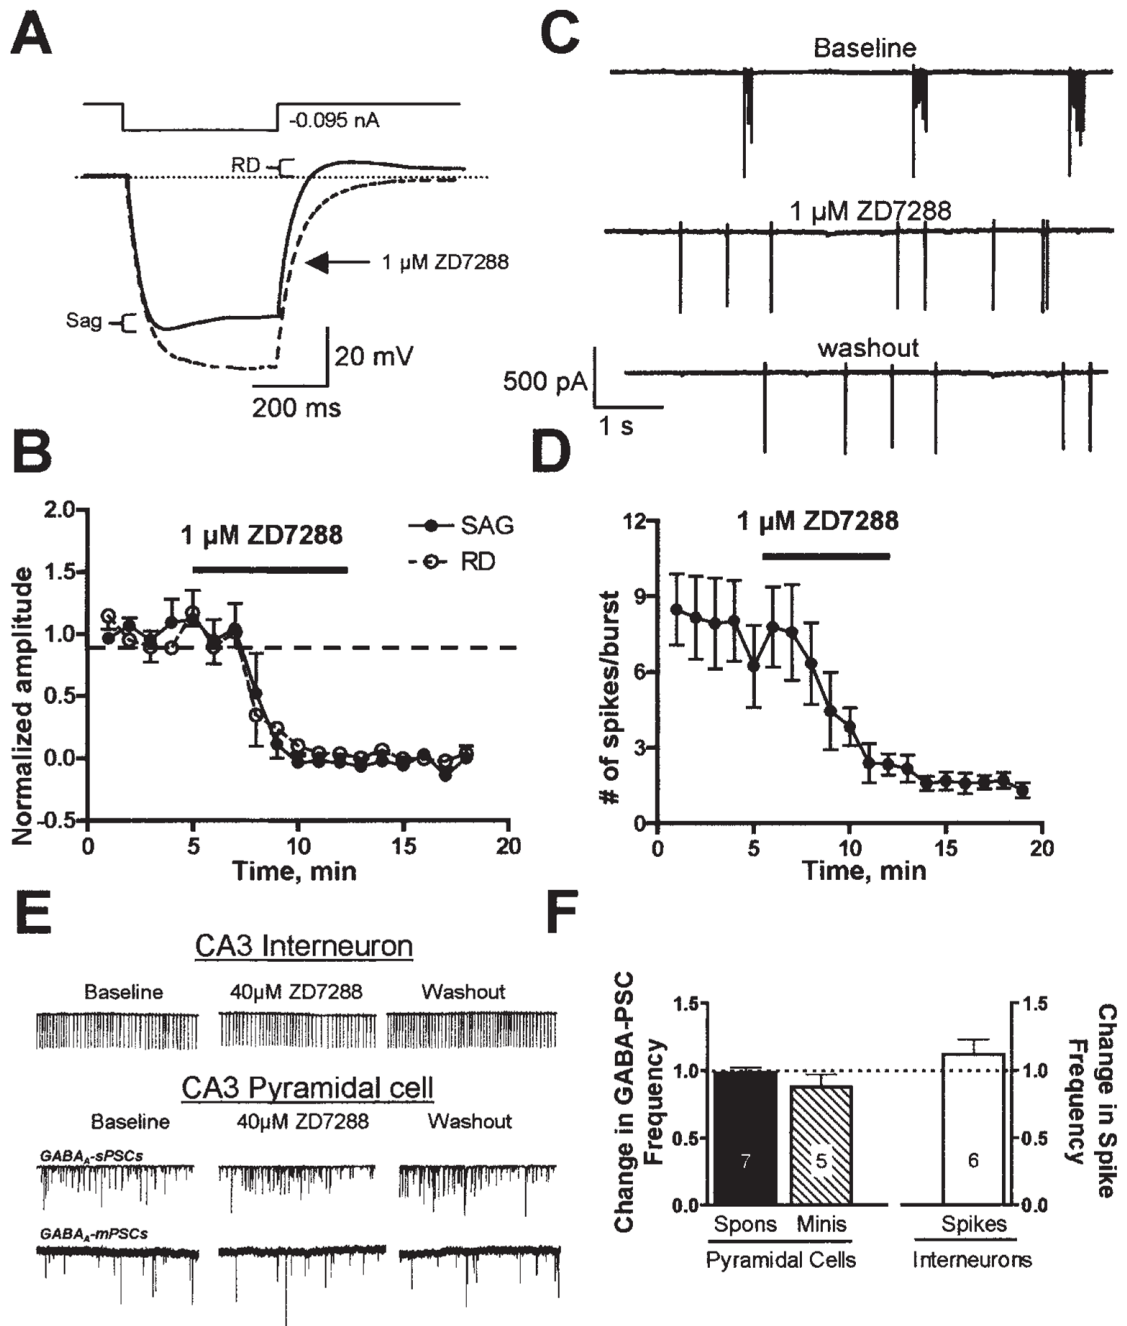 A
-0.095 nA
RD
1 µM ZD7288
Sag
20 mV
200 ms
C
Baseline
1 µM ZD7288
washout
500 pA
1 s
B
2.0
1.5
1.0
0.5
0.0
-0.5
Normalized amplitude
1 µM ZD7288
SAG
RD
0 5 10 15 20
Time, min
D
12
9
6
3
0
# of spikes/burst
1 µM ZD7288
0 5 10 15 20
Time, min
E
CA3 Interneuron
Baseline 40µM ZD7288 Washout
CA3 Pyramidal cell
Baseline 40µM ZD7288 Washout
GABAA-sPSCs
GABAA-mPSCs
F
Change in GABA-PSC
Frequency
1.5
1.0
0.5
0.0
7 5 6
1.5
1.0
0.5
0.0
Change in Spike
Frequency
Spons Minis Spikes
Pyramidal Cells Interneurons